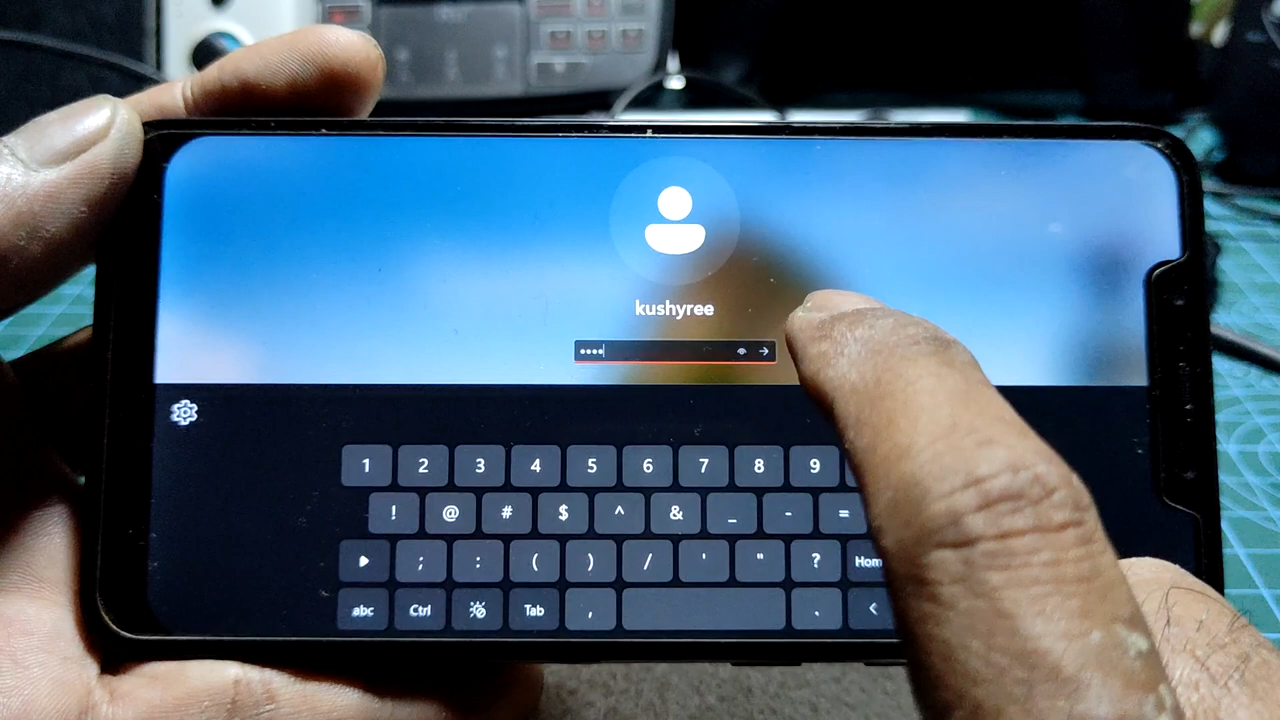 kushyree
••••
1 2 3 4 5 6 7 8 9
! @ # $ ^ & _ - =
; : ( ) / ' " ? Hom
abc Ctrl Tab , . <